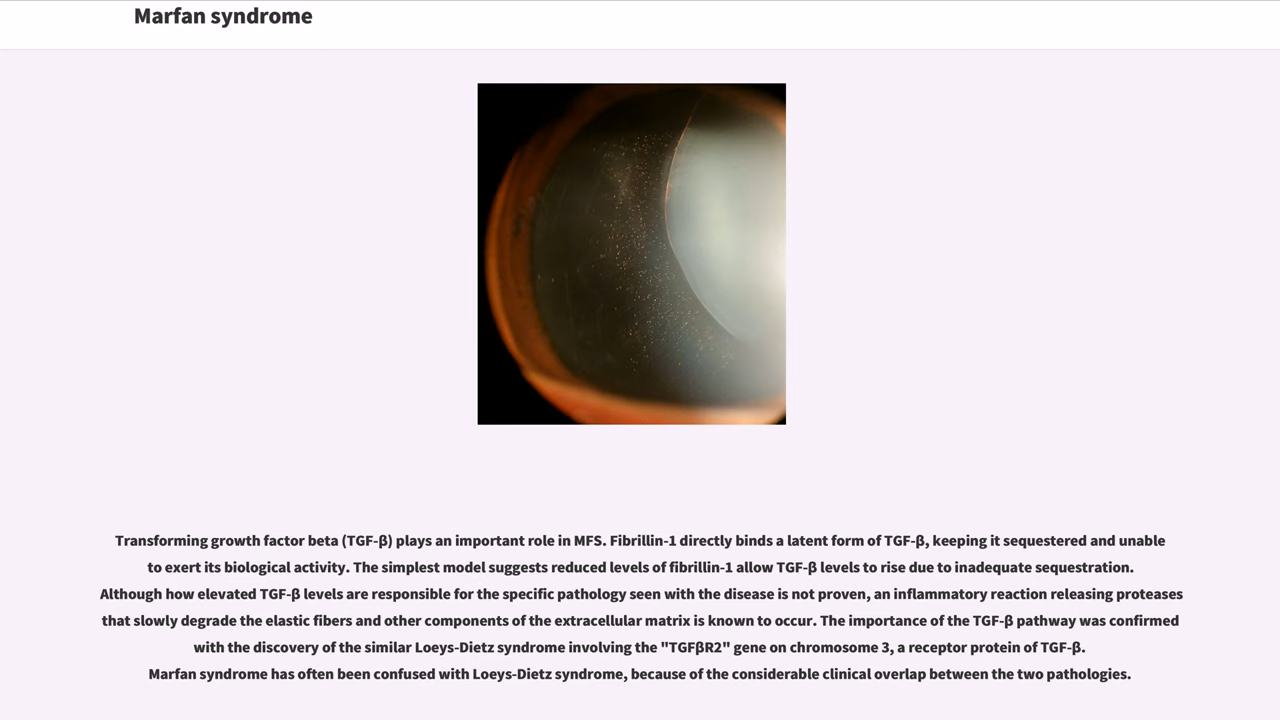 Marfan syndrome
Transforming growth factor beta (TGF-β) plays an important role in MFS. Fibrillin-1 directly binds a latent form of TGF-β, keeping it sequestered and unable
to exert its biological activity. The simplest model suggests reduced levels of fibrillin-1 allow TGF-β levels to rise due to inadequate sequestration.
Although how elevated TGF-β levels are responsible for the specific pathology seen with the disease is not proven, an inflammatory reaction releasing proteases
that slowly degrade the elastic fibers and other components of the extracellular matrix is known to occur. The importance of the TGF-β pathway was confirmed
with the discovery of the similar Loeys-Dietz syndrome involving the "TGFβR2" gene on chromosome 3, a receptor protein of TGF-β.
Marfan syndrome has often been confused with Loeys-Dietz syndrome, because of the considerable clinical overlap between the two pathologies.